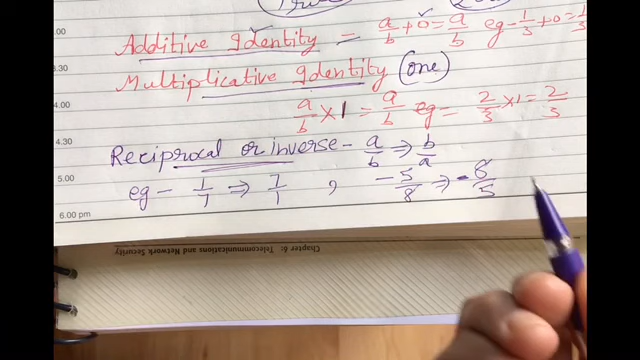 Additive Identity = a/b + 0 = a/b eg - 1/3 + 0 = 1/3
3.30
Multiplicative Identity (one)
4.00
a/b × 1 = a/b eg = 2/3 × 1 = 2/3
4.30
Reciprocal or inverse - a/b ⇒ b/a
5.00
eg - 1/7 ⇒ 7/1 , -5/8 ⇒ -8/5
6.00 pm
Chapter 6: Telecommunications and Network Security